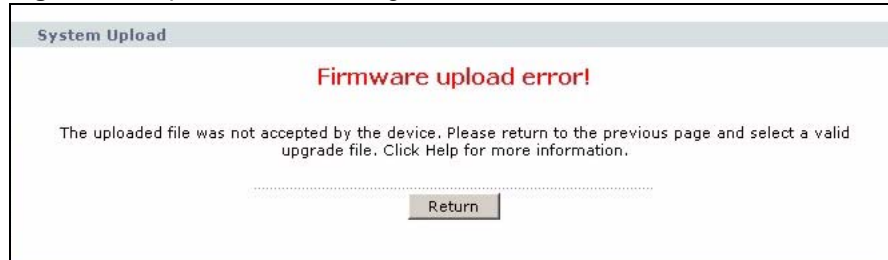 System Upload
Firmware upload error!
The uploaded file was not accepted by the device. Please return to the previous page and select a valid
upgrade file. Click Help for more information.
Return